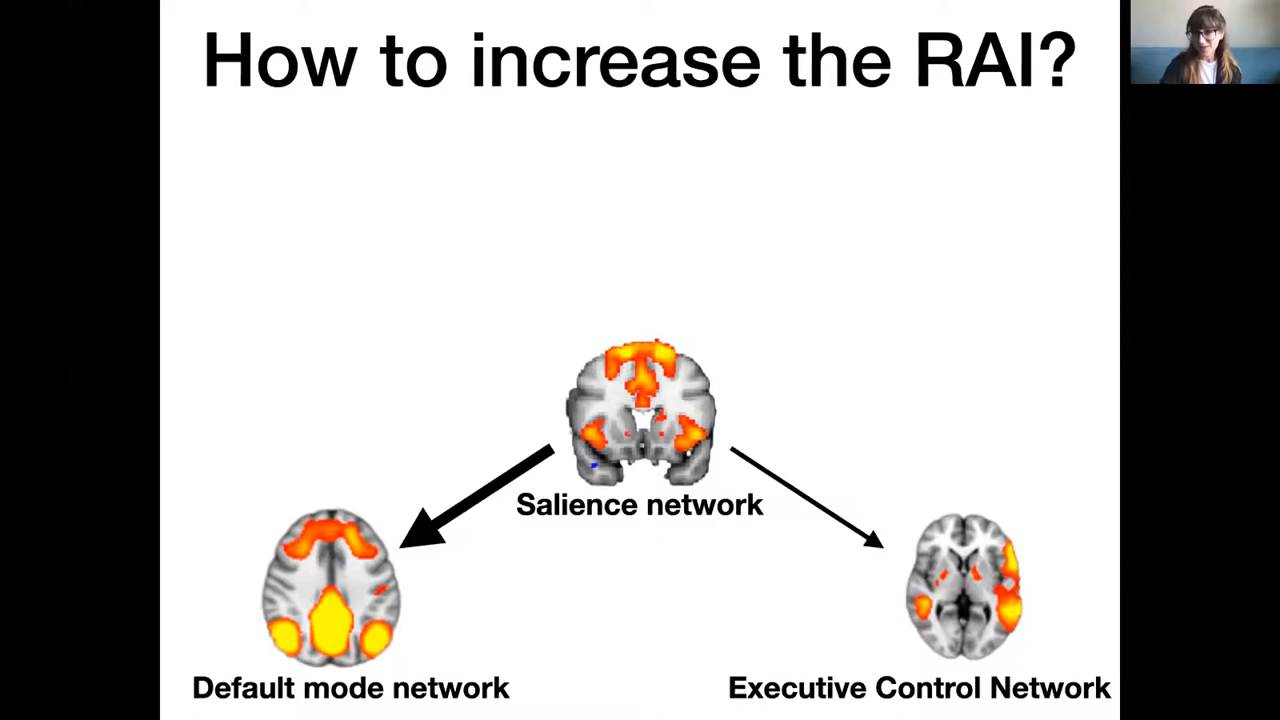 How to increase the RAI?
Salience network
Default mode network
Executive Control Network